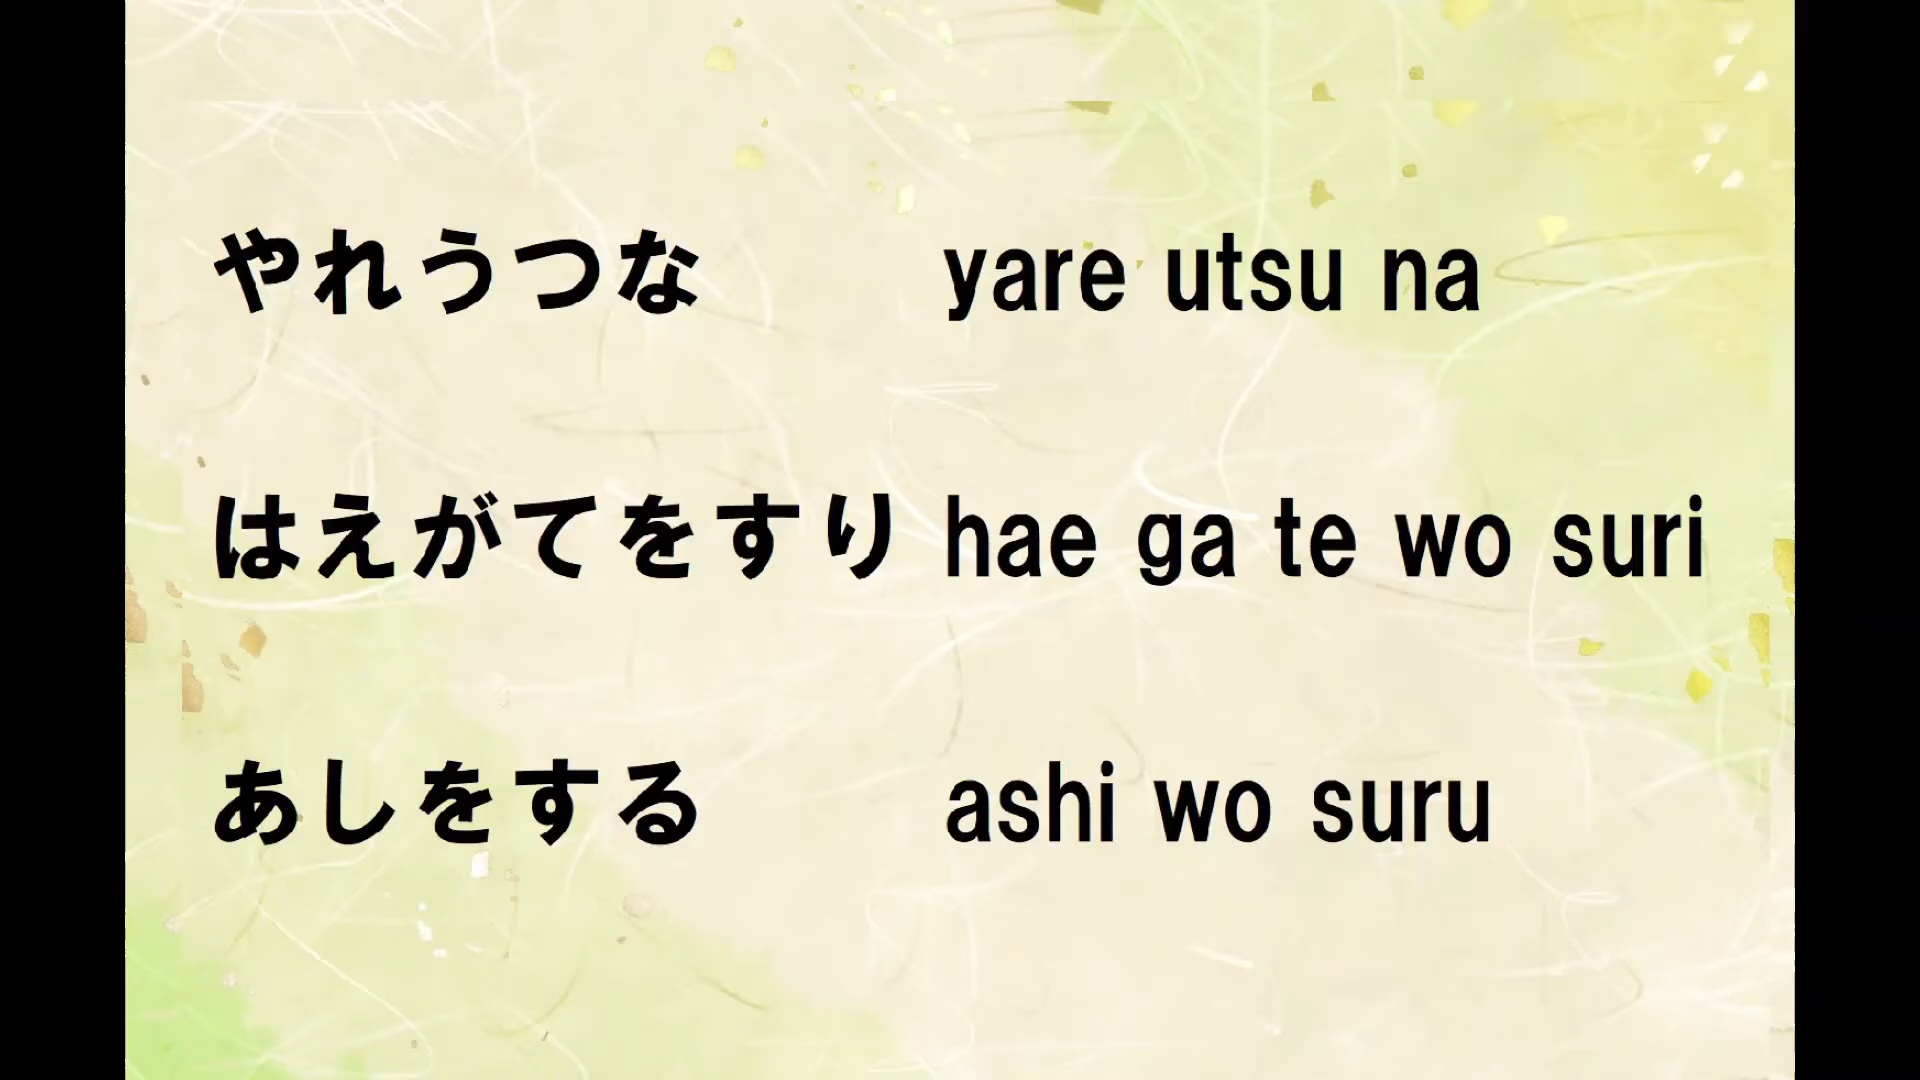 やれうつな yare utsu na
はえがてをすり hae ga te wo suri
あしをする ashi wo suru